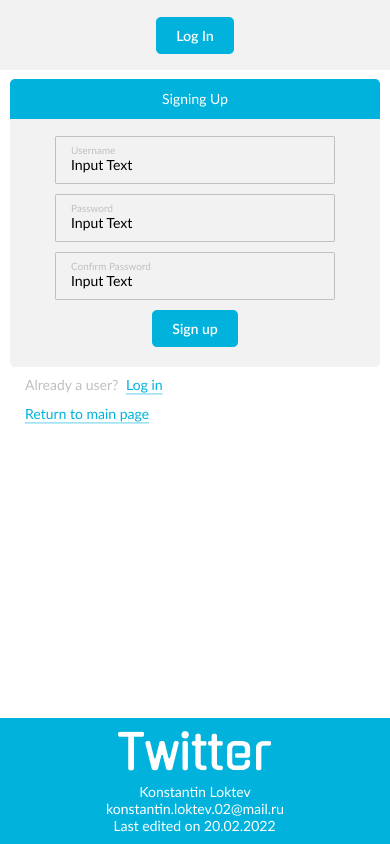 Log In
Signing Up
Username
Input Text
Password
Input Text
Confirm Password
Input Text
Sign up
Already a user? Log in
Return to main page
Twitter
Konstantin Loktev
konstantin.loktev.02@mail.ru
Last edited on 20.02.2022